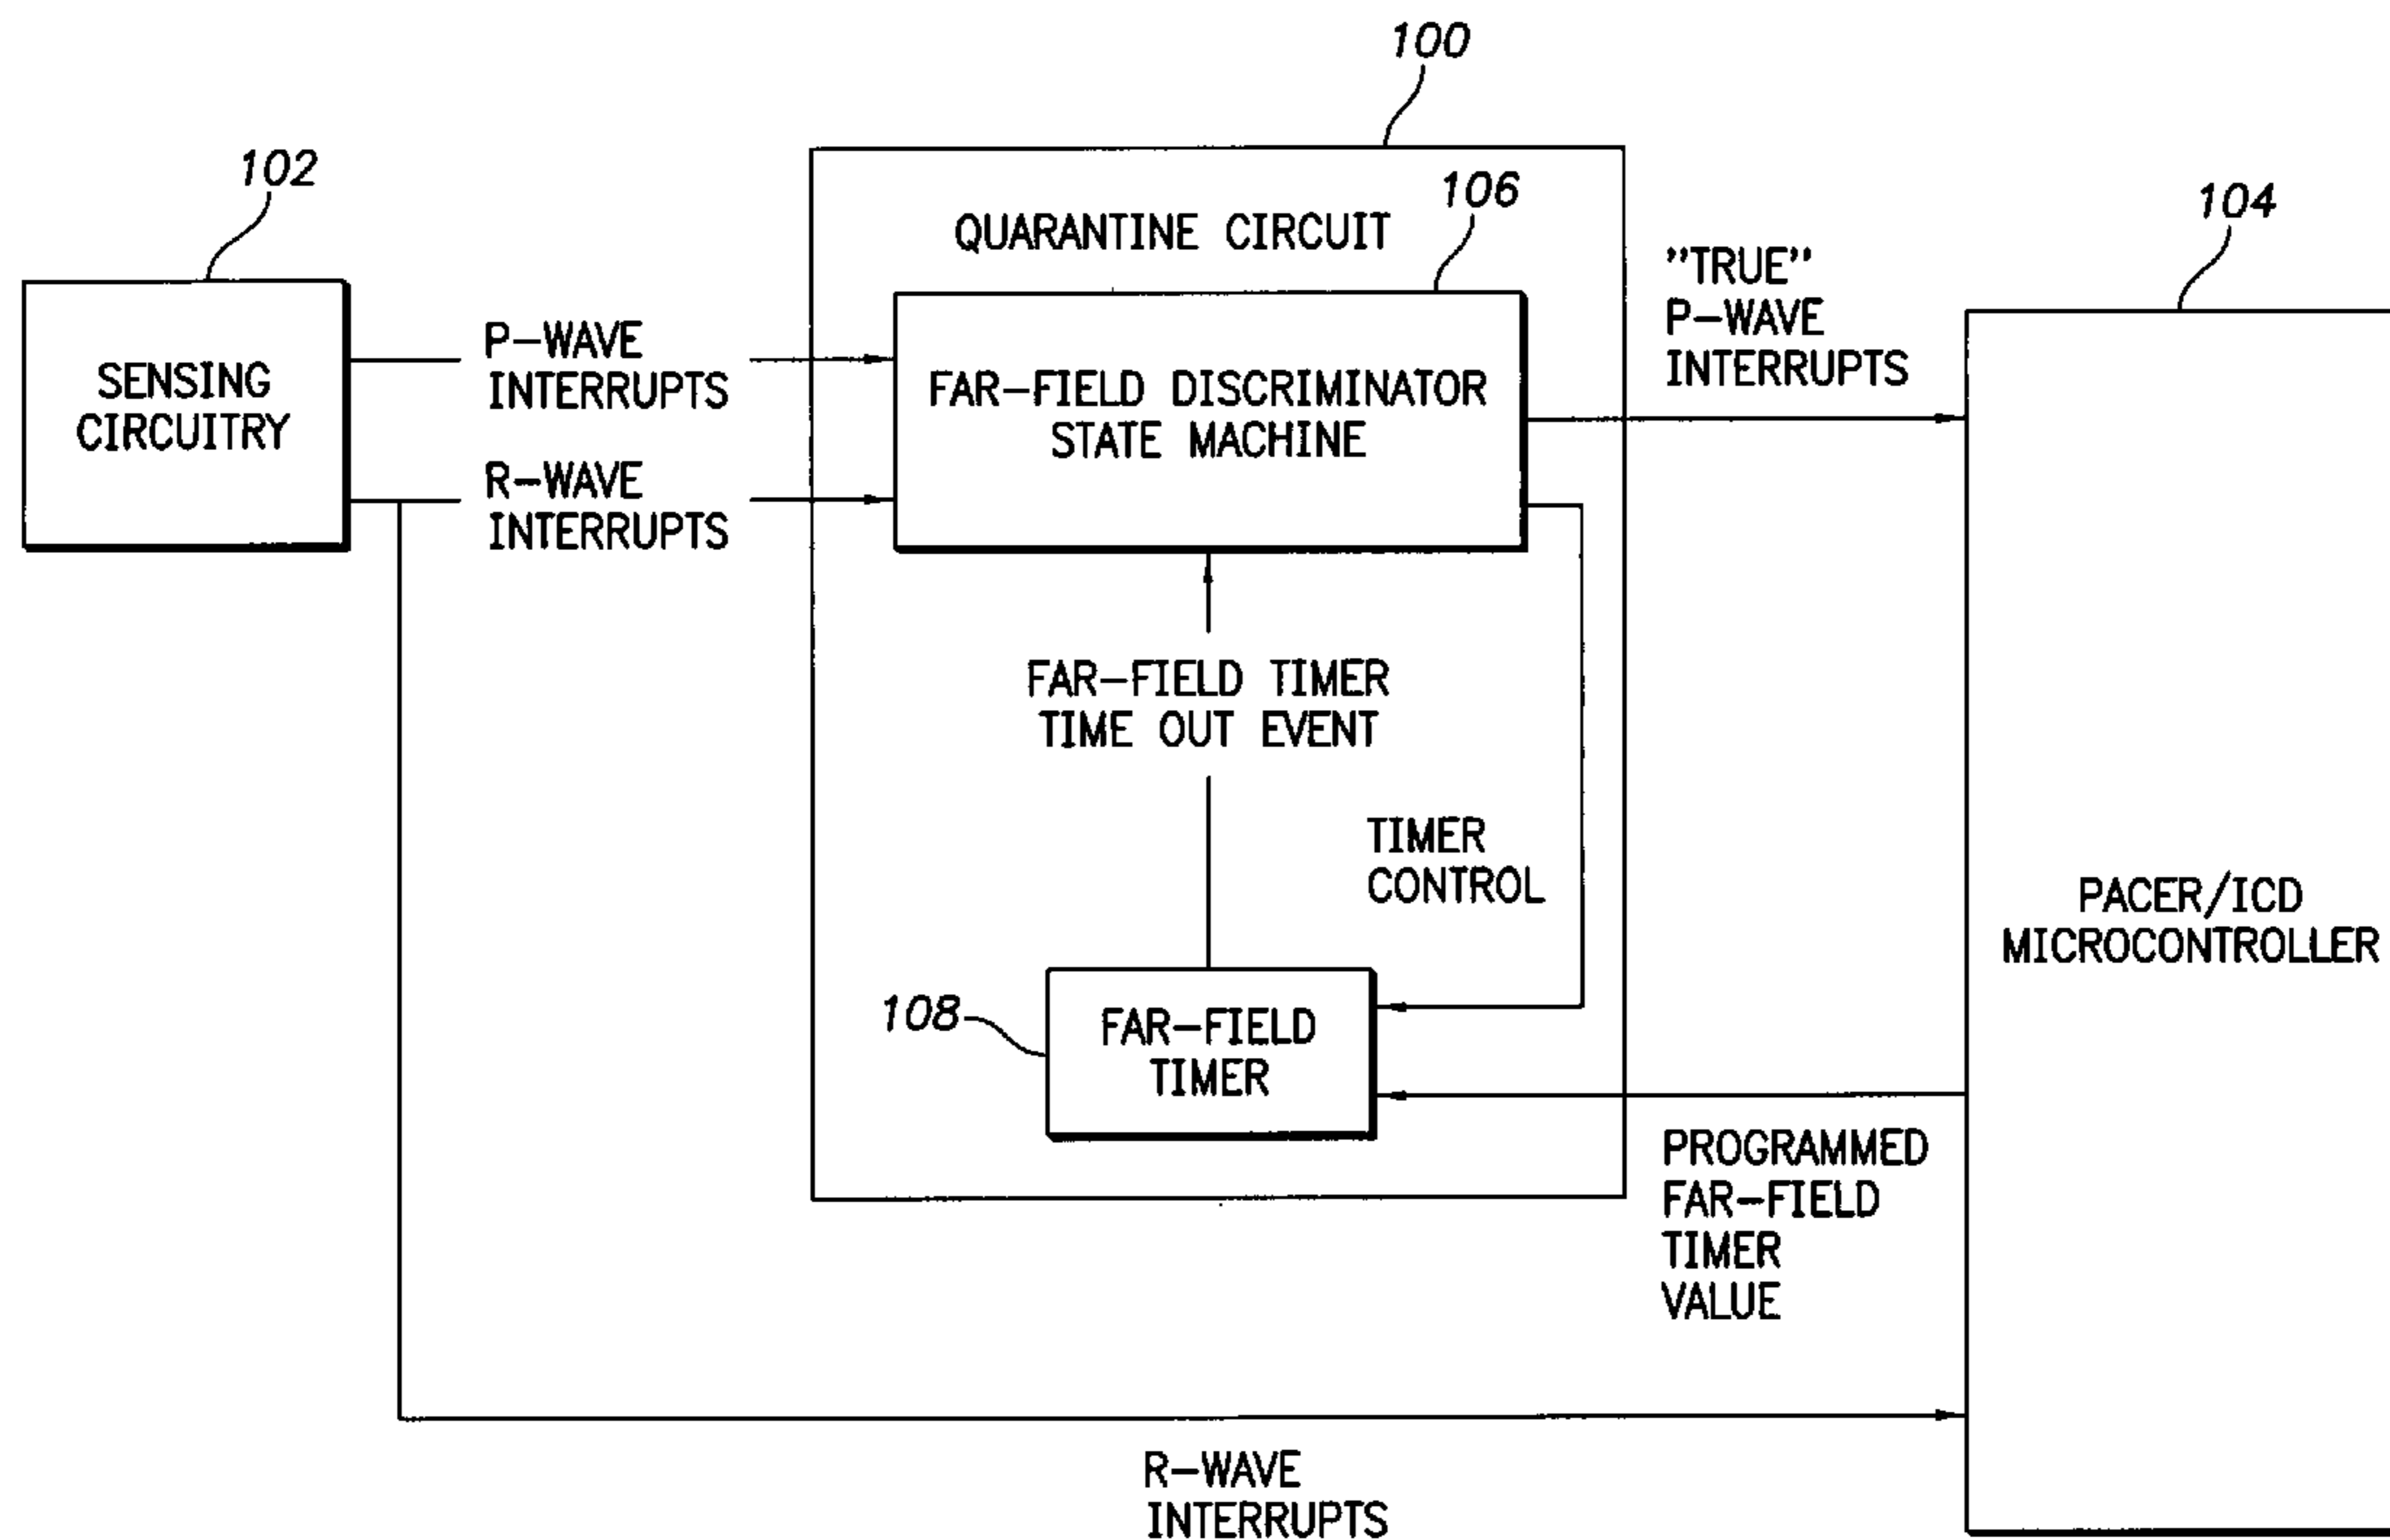 100
102
106
104
QUARANTINE CIRCUIT
"TRUE"
P-WAVE
INTERRUPTS
SENSING
CIRCUITRY
P-WAVE
INTERRUPTS
R-WAVE
INTERRUPTS
FAR-FIELD DISCRIMINATOR
STATE MACHINE
FAR-FIELD TIMER
TIME OUT EVENT
TIMER
CONTROL
PACER/ICD
MICROCONTROLLER
108
FAR-FIELD
TIMER
PROGRAMMED
FAR-FIELD
TIMER
VALUE
R-WAVE
INTERRUPTS